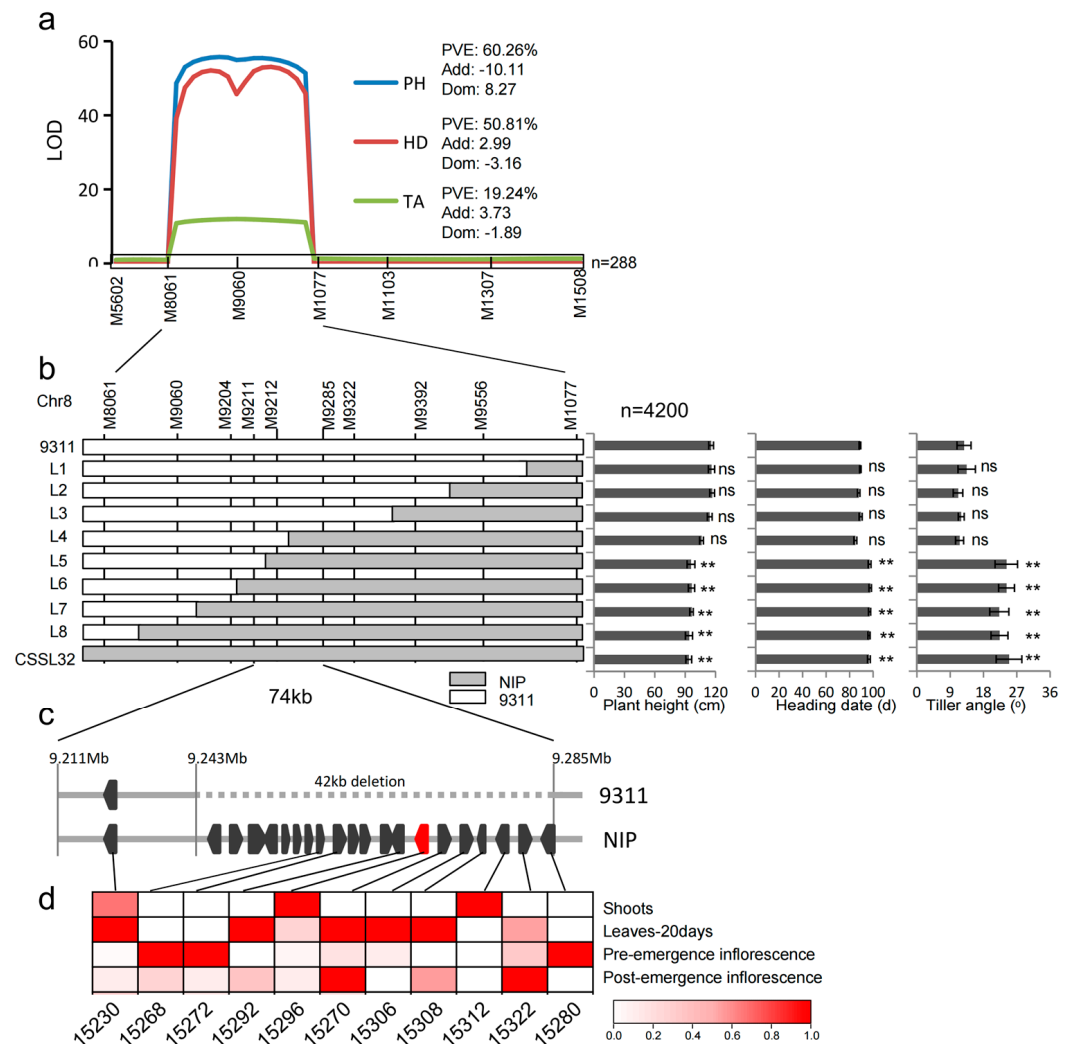 a
60
40
20
0
LOD
PH
PVE: 60.26%
Add: -10.11
Dom: 8.27
HD
PVE: 50.81%
Add: 2.99
Dom: -3.16
TA
PVE: 19.24%
Add: 3.73
Dom: -1.89
n=288
M5602
M8061
M9060
M1077
M1103
M1307
M1508
b
Chr8
M8061
M9060
M9204
M9211
M9212
M9285
M9322
M9392
M9556
M1077
n=4200
9311
L1 ns ns ns
L2 ns ns ns
L3 ns ns ns
L4 ns ns ns
L5 ** ** **
L6 ** ** **
L7 ** ** **
L8 ** ** **
CSSL32 ** ** **
NIP
9311
0 30 60 90 120
Plant height (cm)
0 20 40 60 80 100
Heading date (d)
0 9 18 27 36
Tiller angle (º)
74kb
c
9.211Mb
9.243Mb
9.285Mb
42kb deletion
9311
NIP
d
Shoots
Leaves-20days
Pre-emergence inflorescence
Post-emergence inflorescence
15230
15268
15272
15292
15296
15270
15306
15308
15312
15322
15280
0.0 0.2 0.4 0.6 0.8 1.0